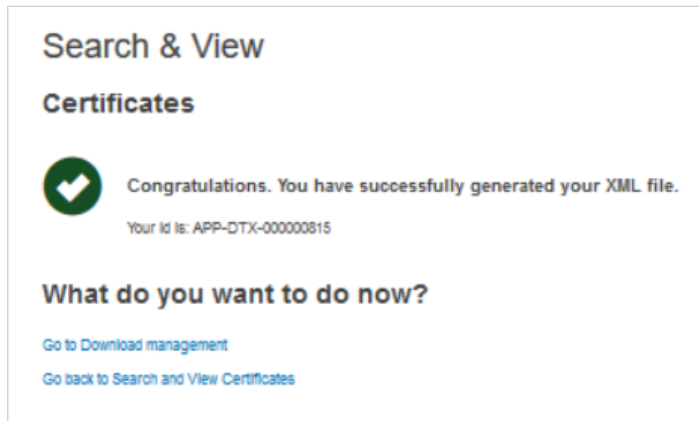 Search & View
Certificates
Congratulations. You have successfully generated your XML file.
Your Id is: APP-DTX-000000815
What do you want to do now?
Go to Download management
Go back to Search and View Certificates